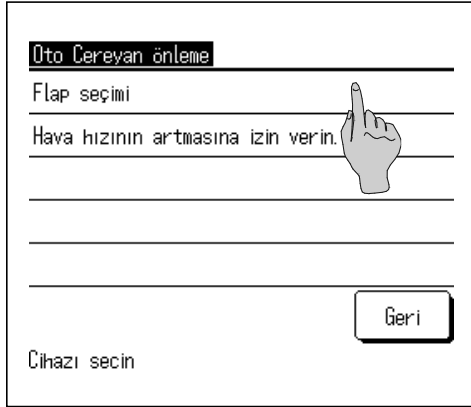 Oto Cereyan önleme
Flap seçimi
Hava hızının artmasına izin verin.
Geri
Cihazı secin